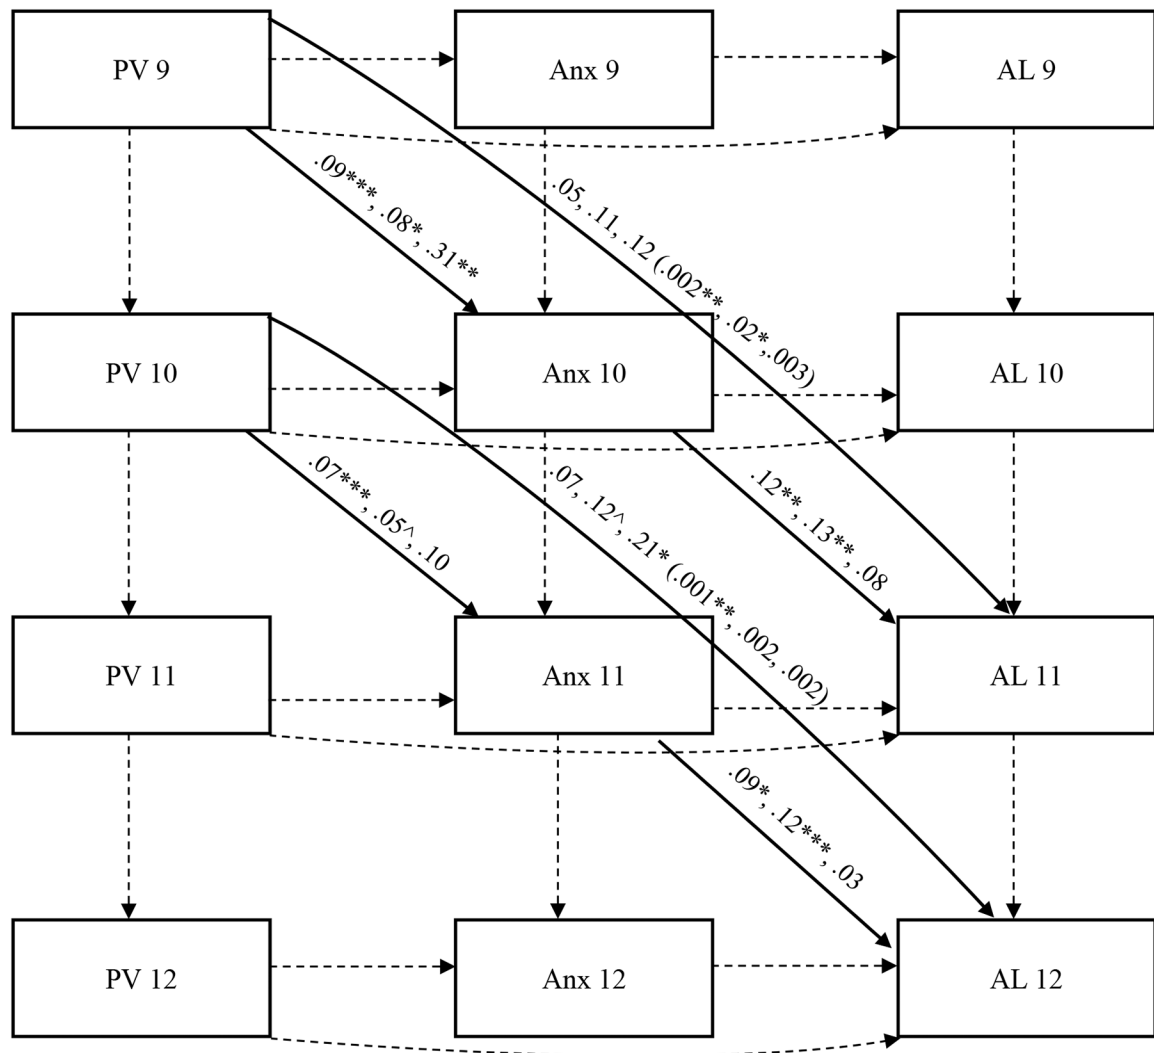 PV 9
Anx 9
AL 9
.09***, .08*, .31**
.05, .11, .12 (.002**, .02*,.003)
PV 10
Anx 10
AL 10
.07***, .05^, .10
.07, .12^, .21* (.001**, .002, .002)
.12**, .13**, .08
PV 11
Anx 11
AL 11
.09*, .12***, .03
PV 12
Anx 12
AL 12